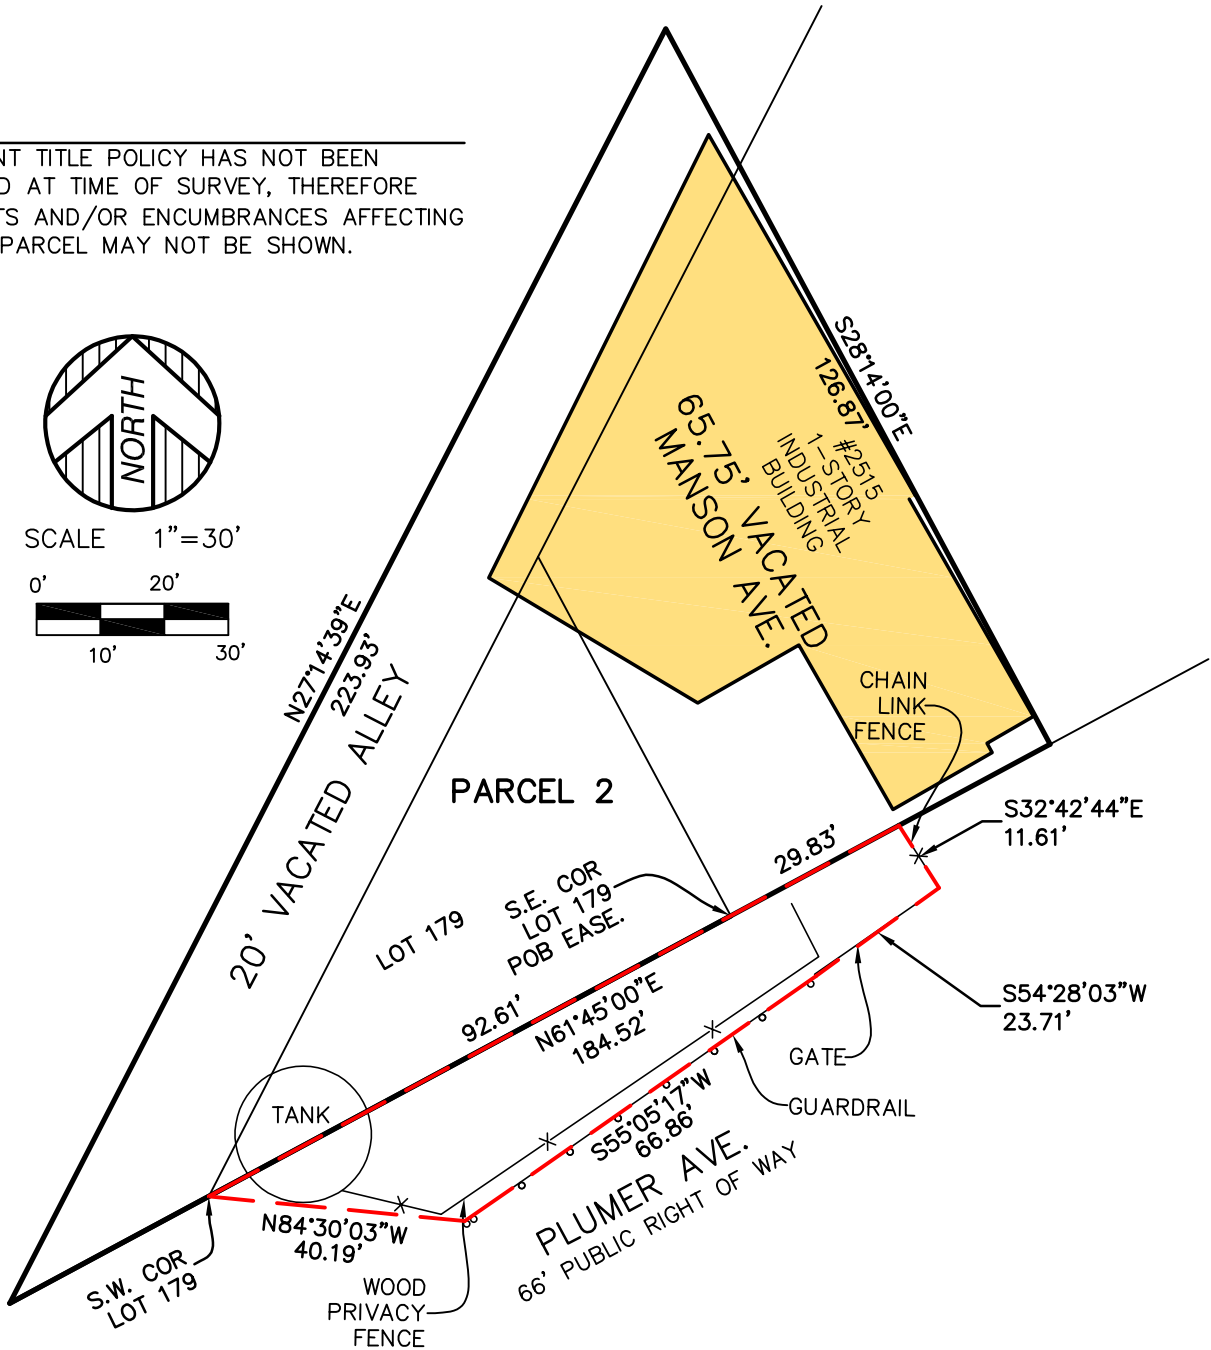 NT TITLE POLICY HAS NOT BEEN
D AT TIME OF SURVEY, THEREFORE
TS AND/OR ENCUMBRANCES AFFECTING
PARCEL MAY NOT BE SHOWN.
NORTH
SCALE 1"=30'
0' 20'
10' 30'
S28°14'00"E
126.87'
#2515
1-STORY
INDUSTRIAL
BUILDING
65.75' VACATED
MANSON AVE.
N27°14'39"E
223.93'
20' VACATED ALLEY
CHAIN
LINK
FENCE
PARCEL 2
S32°42'44"E
11.61'
29.83'
S.E. COR
LOT 179
POB EASE.
LOT 179
92.61'
N61°45'00"E
184.52'
S54°28'03"W
23.71'
GATE
GUARDRAIL
TANK
S55°05'17"W
66.86'
PLUMER AVE.
66' PUBLIC RIGHT OF WAY
N84°30'03"W
40.19'
S.W. COR
LOT 179
WOOD
PRIVACY
FENCE